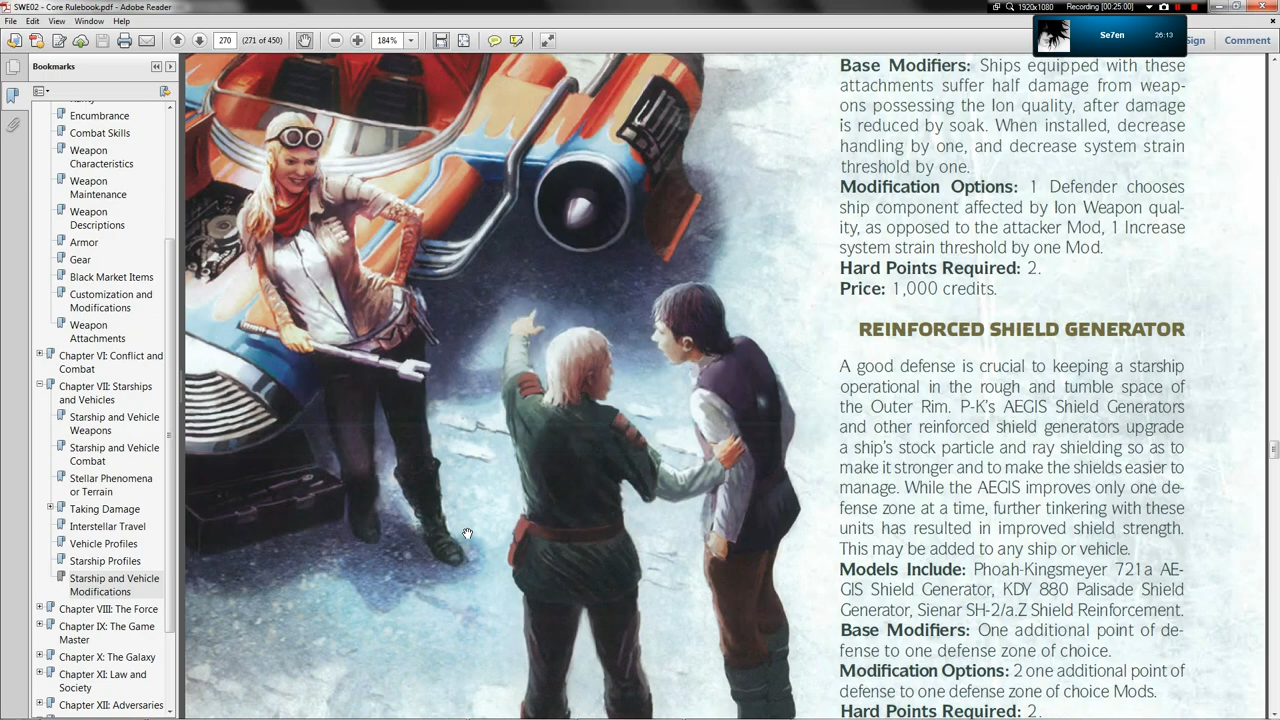 SWE02 - Core Rulebook.pdf - Adobe Reader
1920x1080
Recording [00:25:00]
File Edit View Window Help
Se7en
26:13
270
(271 of 450)
184%
Sign
Comment
Bookmarks
Encumbrance
Combat Skills
Weapon
Characteristics
Weapon
Maintenance
Weapon
Descriptions
Armor
Gear
Black Market Items
Customization and
Modifications
Weapon
Attachments
Chapter VI: Conflict and
Combat
Chapter VII: Starships
and Vehicles
Starship and Vehicle
Weapons
Starship and Vehicle
Combat
Stellar Phenomena
or Terrain
Taking Damage
Interstellar Travel
Vehicle Profiles
Starship Profiles
Starship and Vehicle
Modifications
Chapter VIII: The Force
Chapter IX: The Game
Master
Chapter X: The Galaxy
Chapter XI: Law and
Society
Chapter XII: Adversaries
Base Modifiers: Ships equipped with these
attachments suffer half damage from weap-
ons possessing the Ion quality, after damage
is reduced by soak. When installed, decrease
handling by one, and decrease system strain
threshold by one.
Modification Options: 1 Defender chooses
ship component affected by Ion Weapon qual-
ity, as opposed to the attacker Mod, 1 Increase
system strain threshold by one Mod.
Hard Points Required: 2.
Price: 1,000 credits.
REINFORCED SHIELD GENERATOR
A good defense is crucial to keeping a starship
operational in the rough and tumble space of
the Outer Rim. P-K's AEGIS Shield Generators
and other reinforced shield generators upgrade
a ship's stock particle and ray shielding so as to
make it stronger and to make the shields easier to
manage. While the AEGIS improves only one de-
fense zone at a time, further tinkering with these
units has resulted in improved shield strength.
This may be added to any ship or vehicle.
Models Include: Phoah-Kingsmeyer 721a AE-
GIS Shield Generator, KDY 880 Palisade Shield
Generator, Sienar SH-2/a.Z Shield Reinforcement.
Base Modifiers: One additional point of de-
fense to one defense zone of choice.
Modification Options: 2 one additional point of
defense to one defense zone of choice Mods.
Hard Points Required: 2.